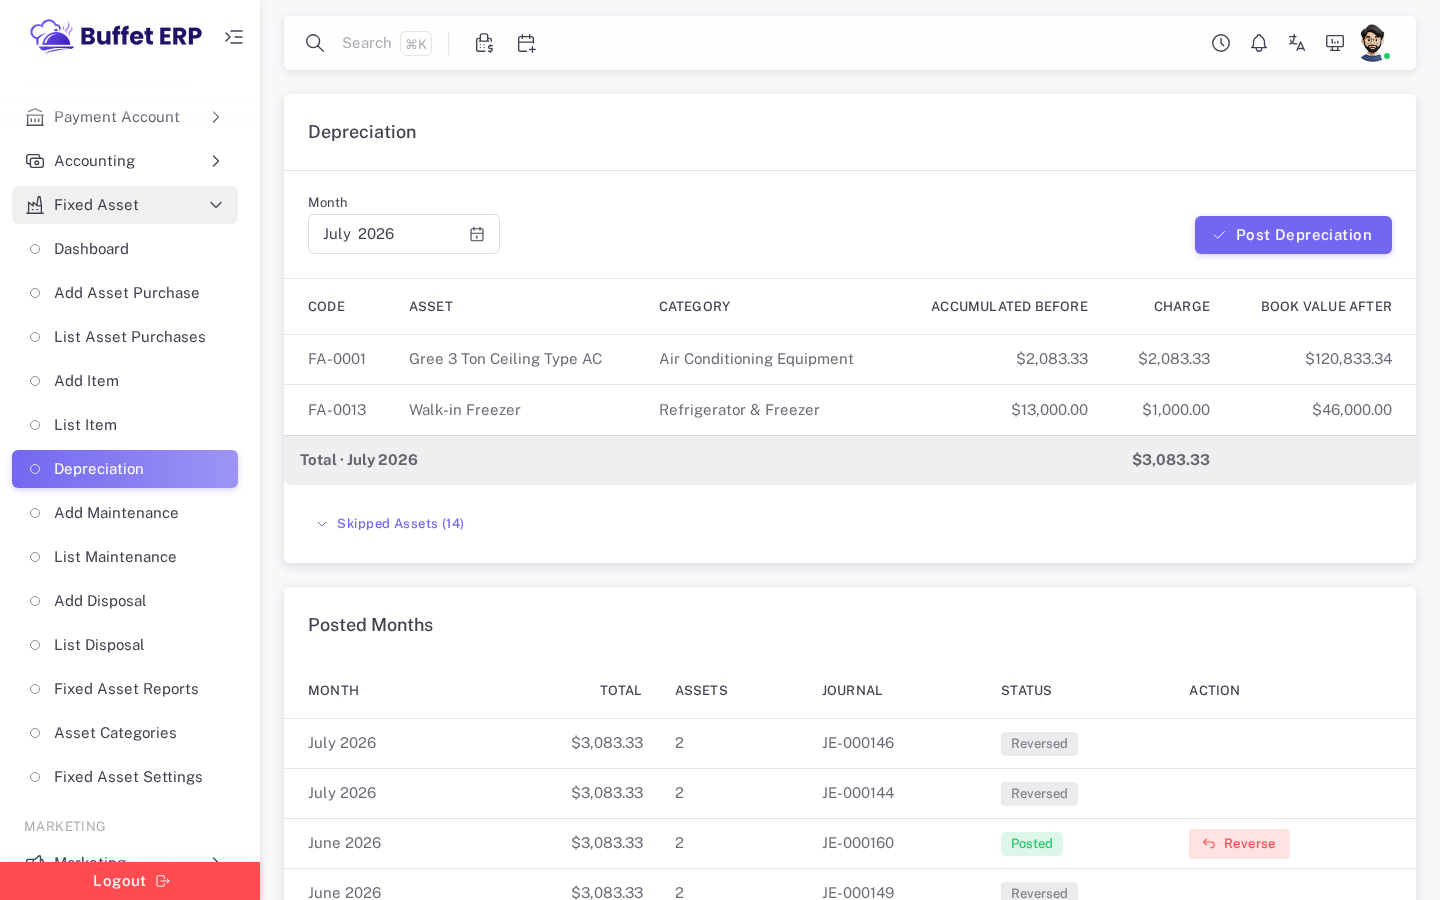 Buffet ERP
Search ⌘K
Payment Account
Accounting
Fixed Asset
Dashboard
Add Asset Purchase
List Asset Purchases
Add Item
List Item
Depreciation
Add Maintenance
List Maintenance
Add Disposal
List Disposal
Fixed Asset Reports
Asset Categories
Fixed Asset Settings
MARKETING
Marketing
Logout
Depreciation
Month
July 2026
Post Depreciation
CODE ASSET CATEGORY ACCUMULATED BEFORE CHARGE BOOK VALUE AFTER
FA-0001 Gree 3 Ton Ceiling Type AC Air Conditioning Equipment $2,083.33 $2,083.33 $120,833.34
FA-0013 Walk-in Freezer Refrigerator & Freezer $13,000.00 $1,000.00 $46,000.00
Total · July 2026 $3,083.33
Skipped Assets (14)
Posted Months
MONTH TOTAL ASSETS JOURNAL STATUS ACTION
July 2026 $3,083.33 2 JE-000146 Reversed
July 2026 $3,083.33 2 JE-000144 Reversed
June 2026 $3,083.33 2 JE-000160 Posted Reverse
June 2026 $3,083.33 2 JE-000149 Reversed